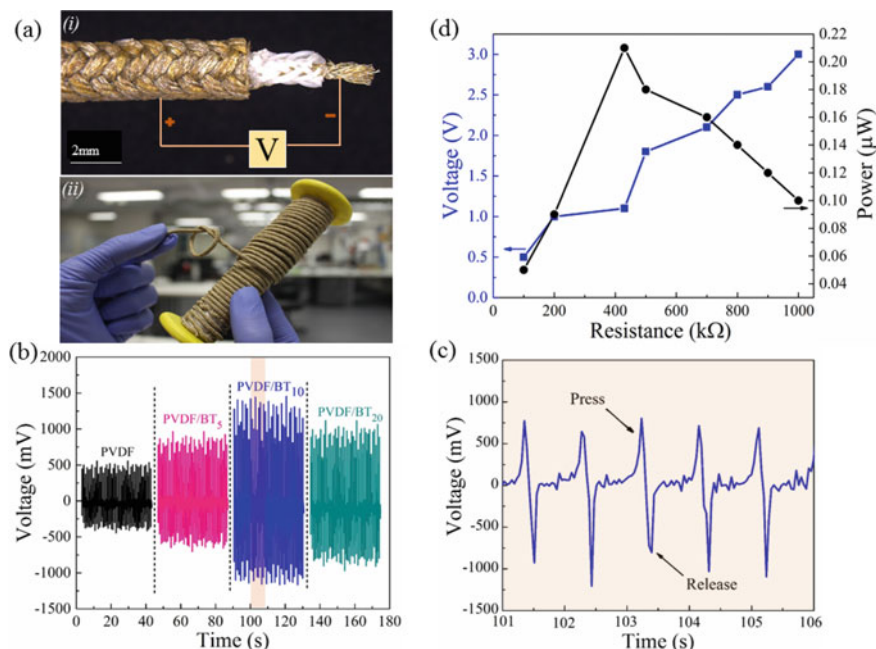 (a)
(i)
+
−
V
2mm
(ii)
(b)
2000
1500
1000
500
0
-500
-1000
-1500
Voltage (mV)
PVDF
PVDF/BT5
PVDF/BT10
PVDF/BT20
0 20 40 60 80 100 120 140 160 180
Time (s)
(d)
3.0
2.5
2.0
1.5
1.0
0.5
0.0
Voltage (V)
0.22
0.20
0.18
0.16
0.14
0.12
0.10
0.08
0.06
0.04
Power (µW)
0 200 400 600 800 1000
Resistance (kΩ)
(c)
1500
1000
500
0
-500
-1000
-1500
Voltage (mV)
Press
Release
101 102 103 104 105 106
Time (s)